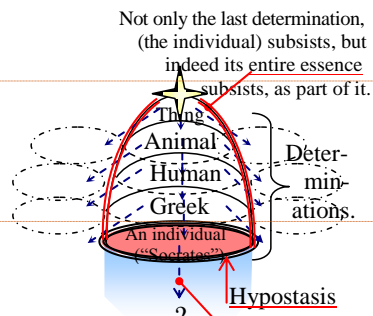 Not only the last determination,
(the individual) subsists, but
indeed its entire essence
subsists, as part of it.
Thing
Animal
Human
Greek
An individual
("Socrates")
Deter-
min-
ations.
Hypostasis
?